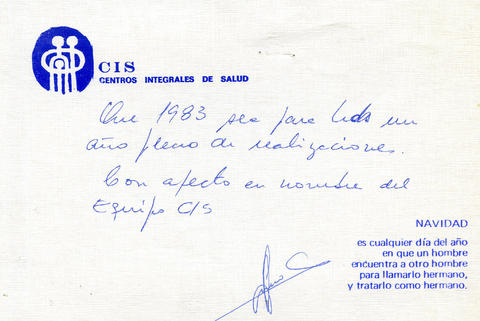 CIS
CENTROS INTEGRALES DE SALUD
Que 1983 sea para todos un
año pleno de realizaciones.
Con afecto en nombre del
Equipo CIS
NAVIDAD
es cualquier día del año
en que un hombre
encuentra a otro hombre
para llamarlo hermano,
y tratarlo como hermano.